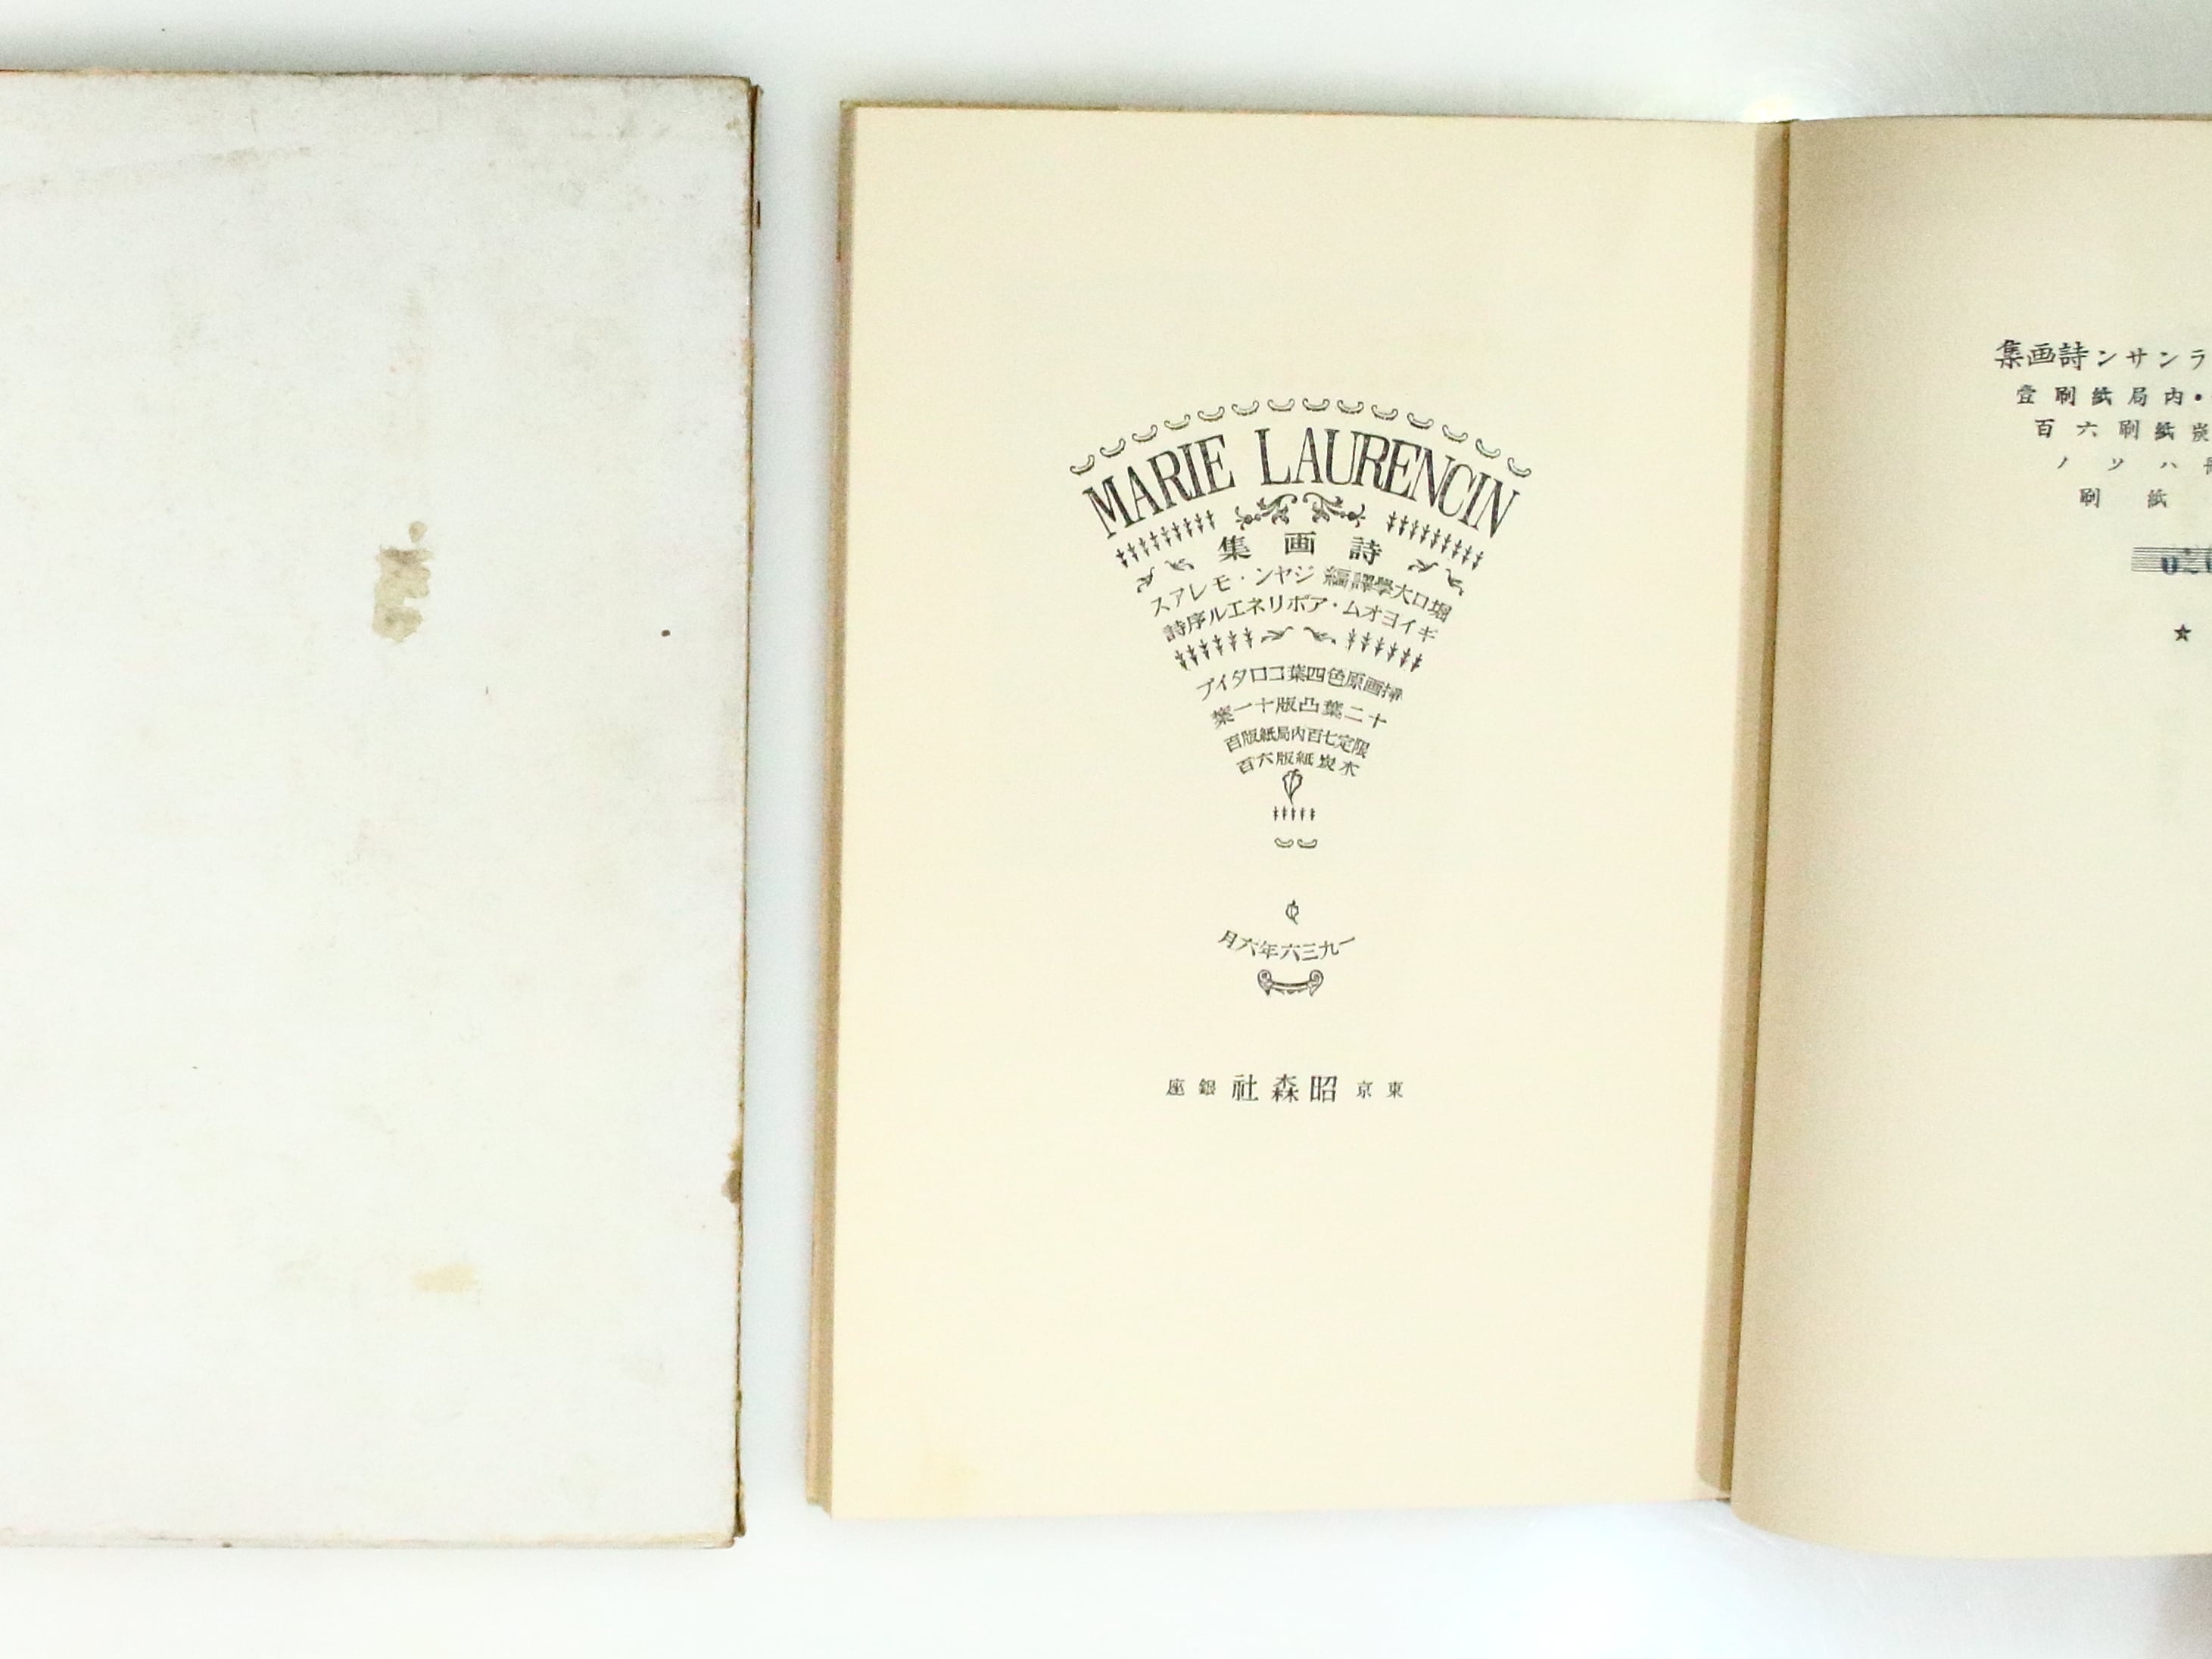 ランサン詩画集
・内局紙刷壹
炭紙刷六百
ハソノ
紙刷
★
MARIE LAURENCIN
詩画集
堀口大學譯編 ジヤン・モレアス
ギイヨオム・アポリネエル序詩
挿画原色四葉コロタイプ
十二葉凸版十一葉
限定七百内局紙版百
木炭紙版六百
一九三六年六月
東京 昭森社 銀座